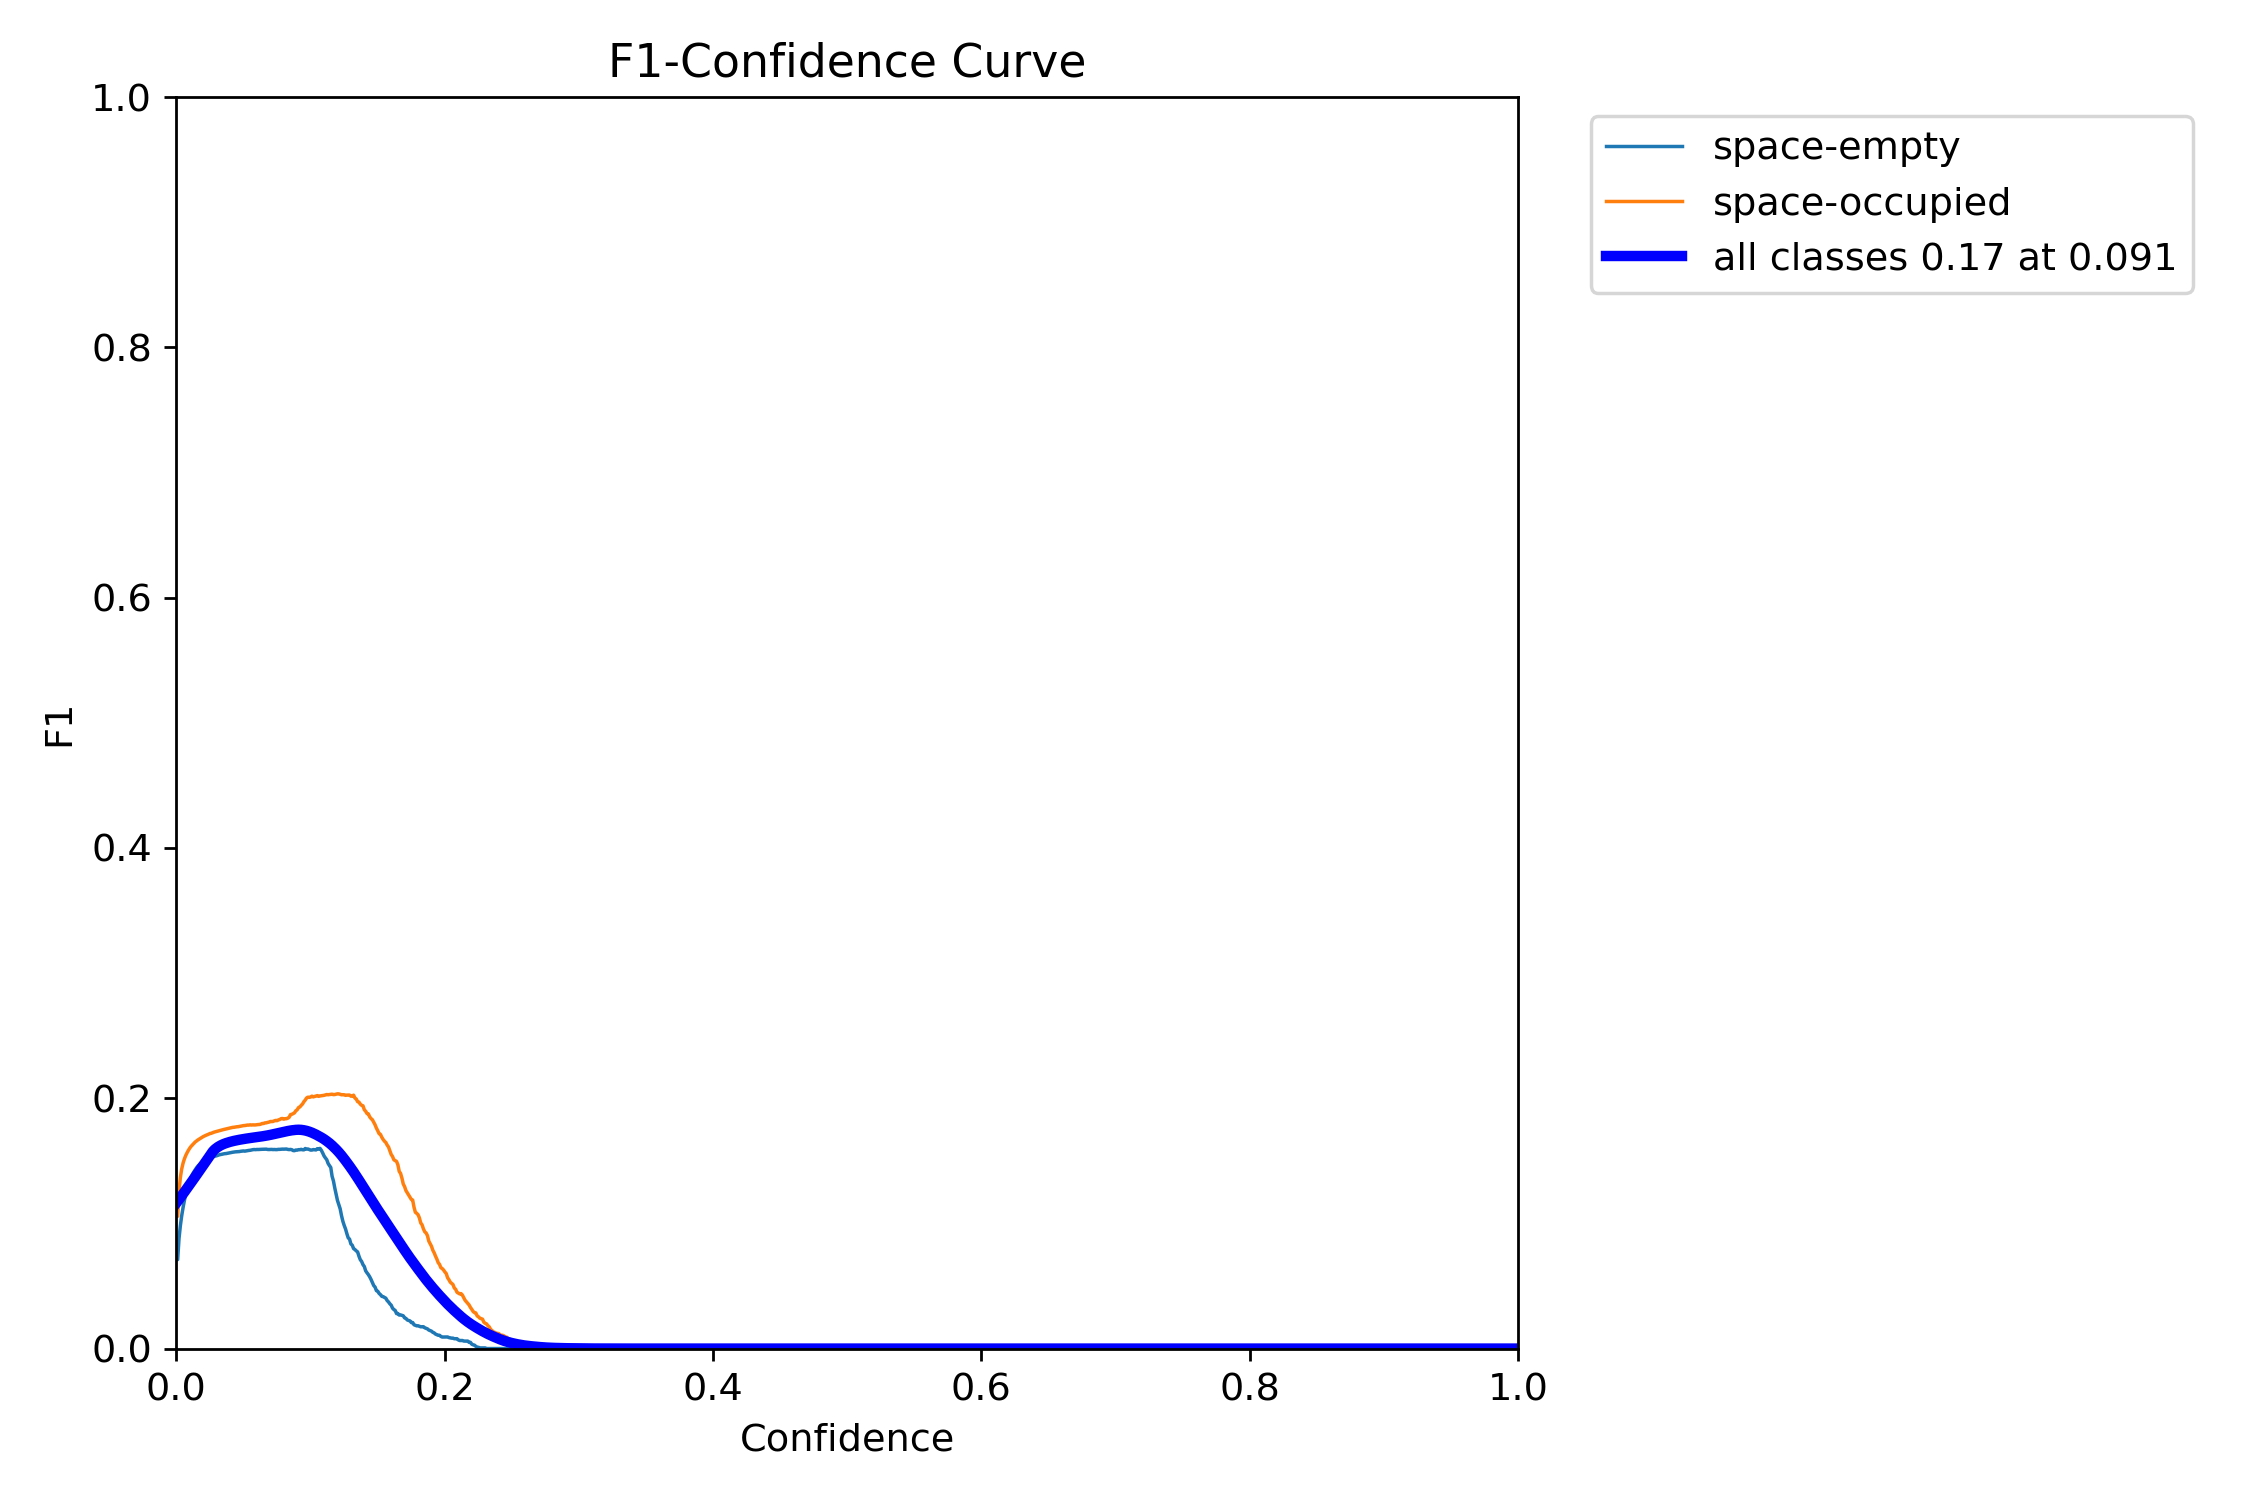 F1-Confidence Curve
1.0
0.8
0.6
0.4
0.2
0.0
F1
0.0 0.2 0.4 0.6 0.8 1.0
Confidence
space-empty
space-occupied
all classes 0.17 at 0.091